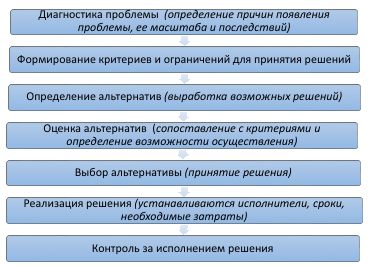 Диагностика проблемы (определение причин появления
проблемы, ее масштаба и последствий)
Формирование критериев и ограничений для принятия решений
Определение альтернатив (выработка возможных решений)
Оценка альтернатив (сопоставление с критериями и
определение возможности осуществления)
Выбор альтернативы (принятие решения)
Реализация решения (устанавливаются исполнители, сроки,
необходимые затраты)
Контроль за исполнением решения